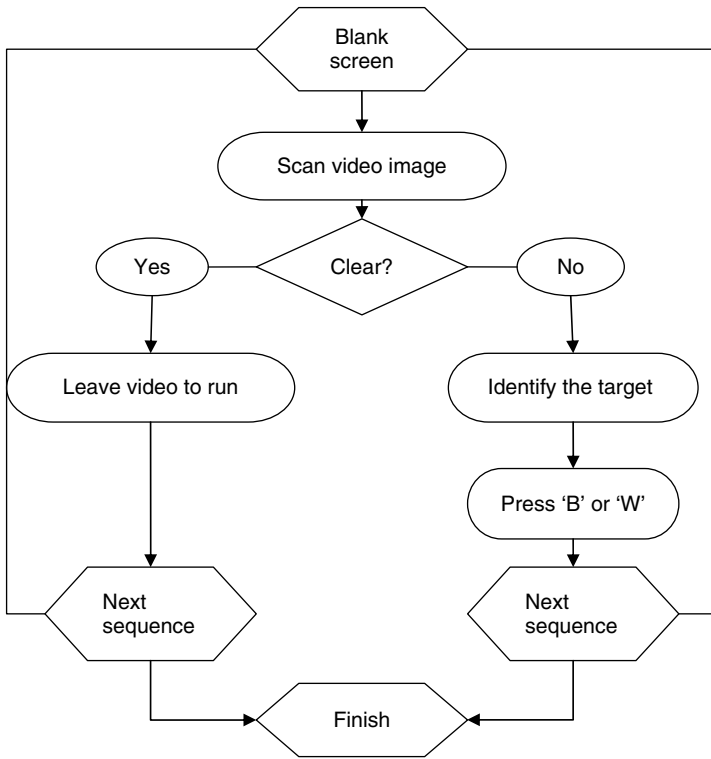 Blank
screen
Scan video image
Yes
Clear?
No
Leave video to run
Identify the target
Press ‘B’ or ‘W’
Next
sequence
Next
sequence
Finish